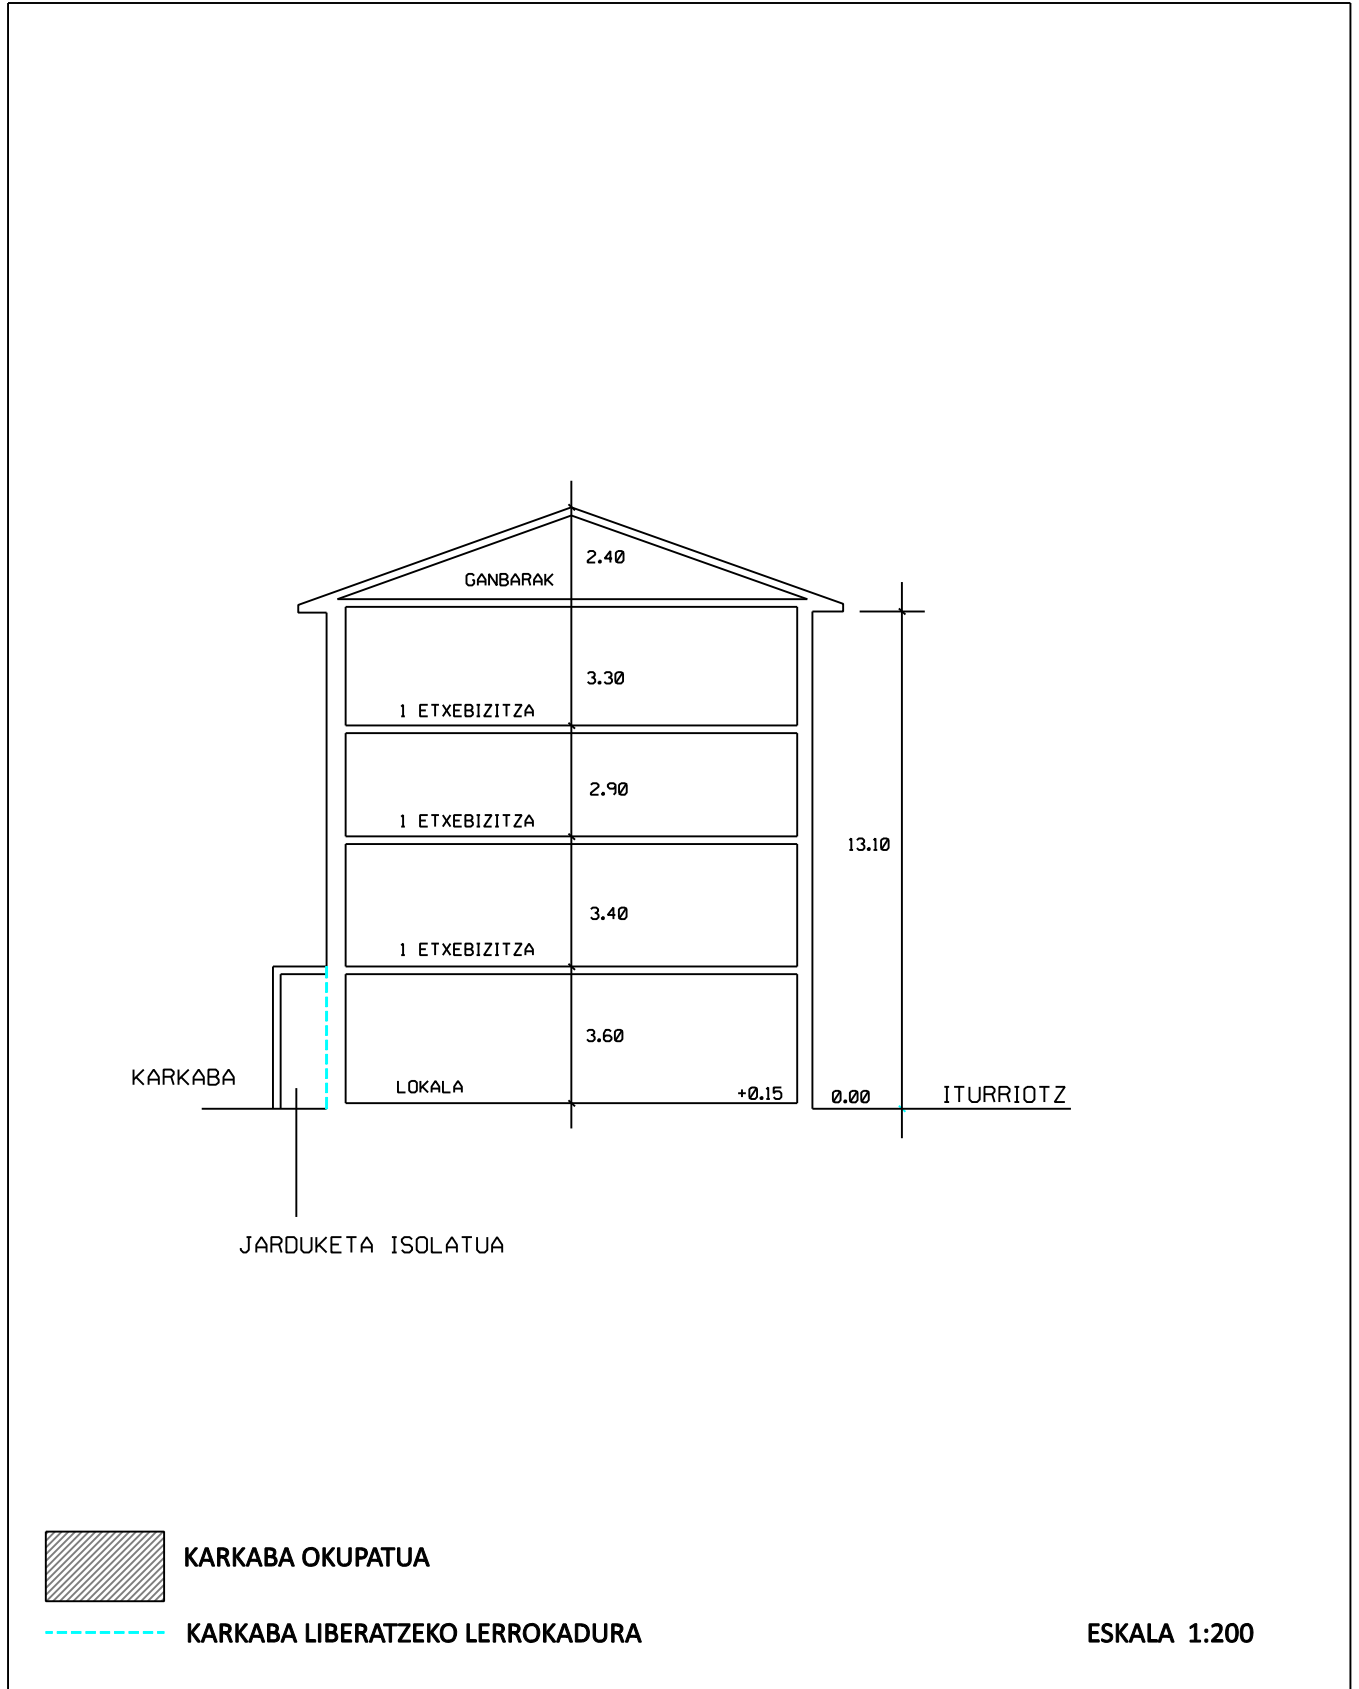 2.40
GANBARAK
3.30
1 ETXEBIZITZA
2.90
1 ETXEBIZITZA
13.10
3.40
1 ETXEBIZITZA
3.60
KARKABA
LOKALA
+0.15
0.00
ITURRIOTZ
JARDUKETA ISOLATUA
KARKABA OKUPATUA
KARKABA LIBERATZEKO LERROKADURA
ESKALA 1:200